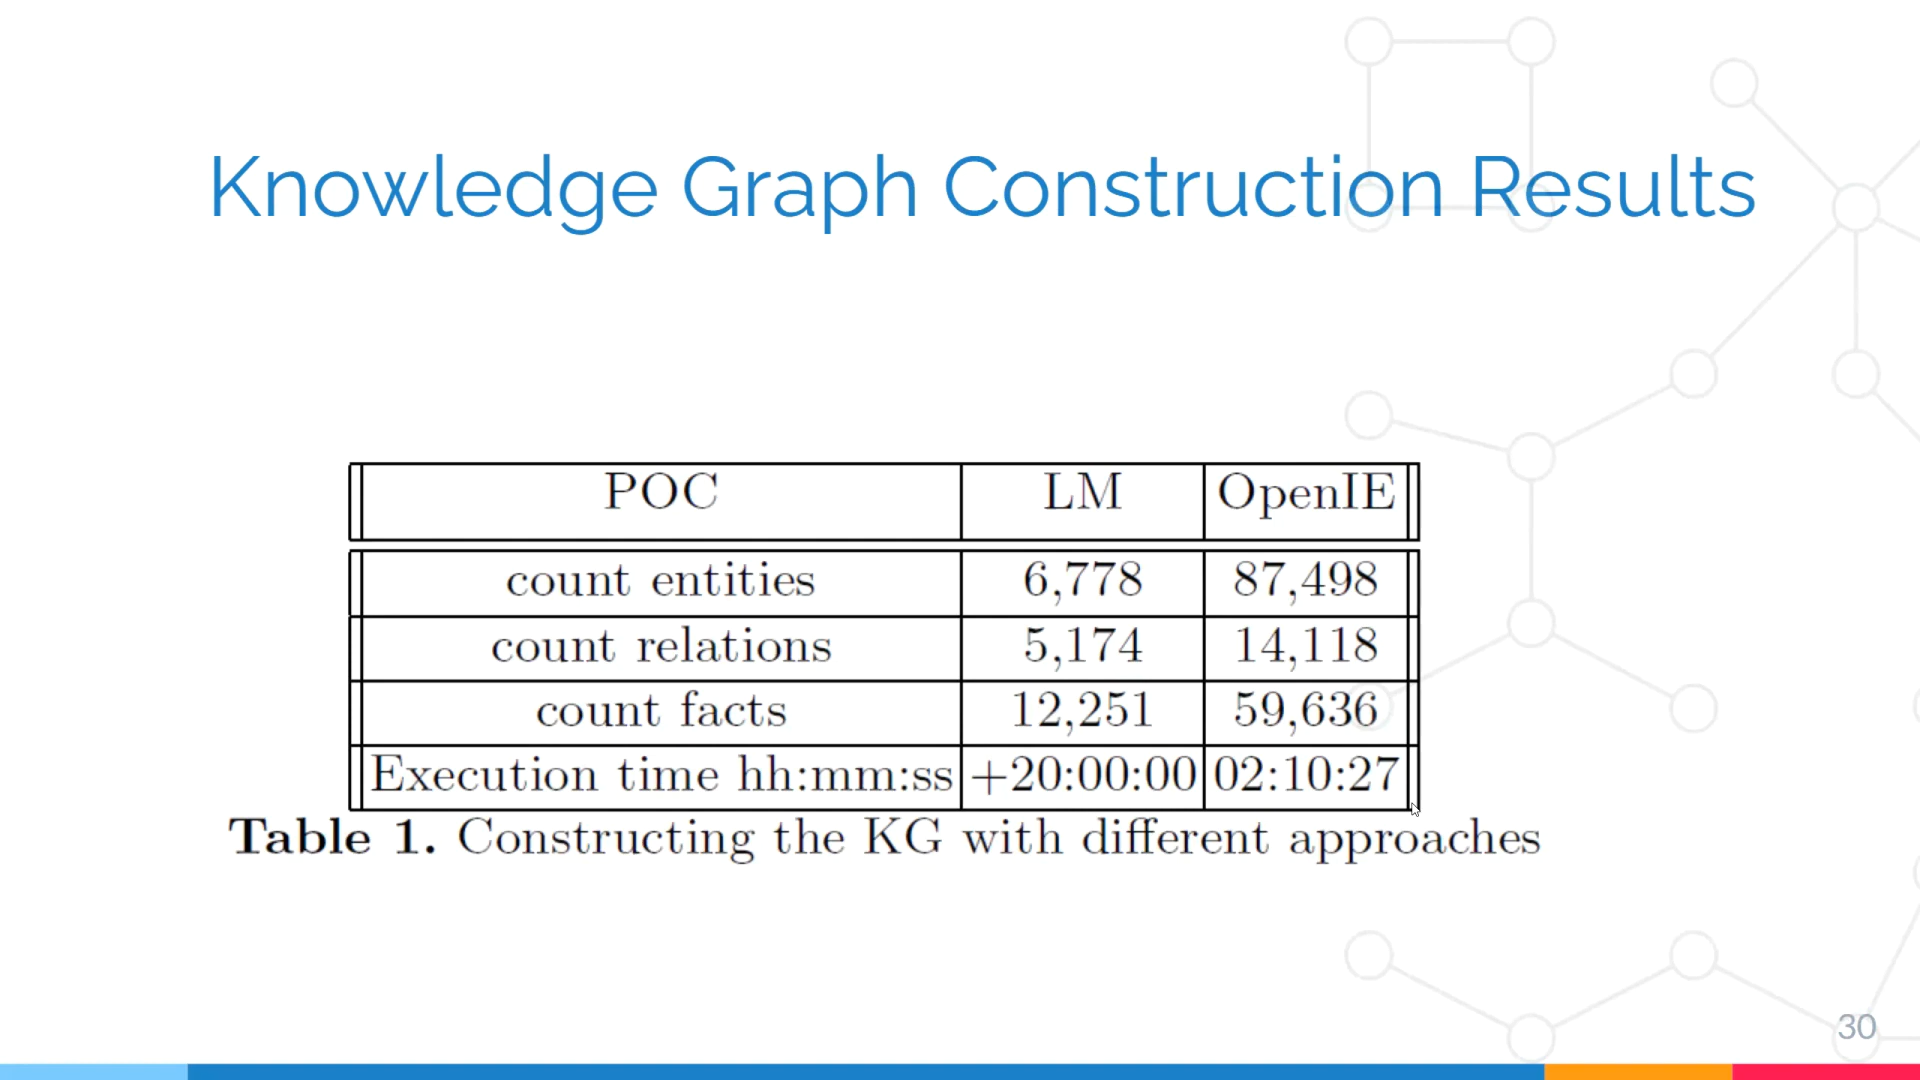 Knowledge Graph Construction Results
POC LM OpenIE
count entities 6,778 87,498
count relations 5,174 14,118
count facts 12,251 59,636
Execution time hh:mm:ss +20:00:00 02:10:27
Table 1. Constructing the KG with different approaches
30